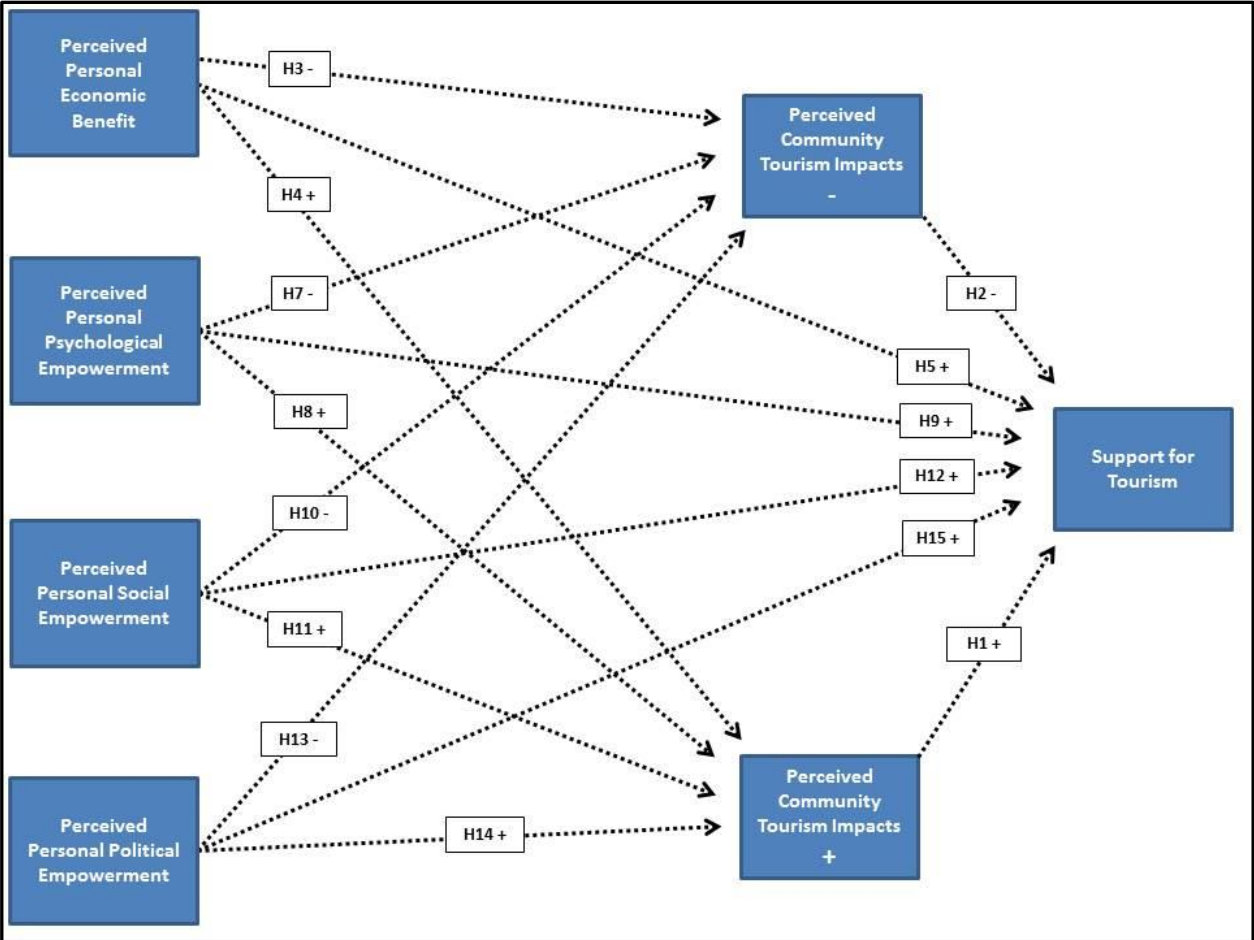 Perceived
Personal
Economic
Benefit
H3 -
Perceived
Community
Tourism Impacts
-
H4 +
Perceived
Personal
Psychological
Empowerment
H7 -
H2 -
H5 +
H8 +
H9 +
Support for
Tourism
H12 +
H10 -
H15 +
Perceived
Personal Social
Empowerment
H11 +
H1 +
H13 -
Perceived
Personal Political
Empowerment
H14 +
Perceived
Community
Tourism Impacts
+